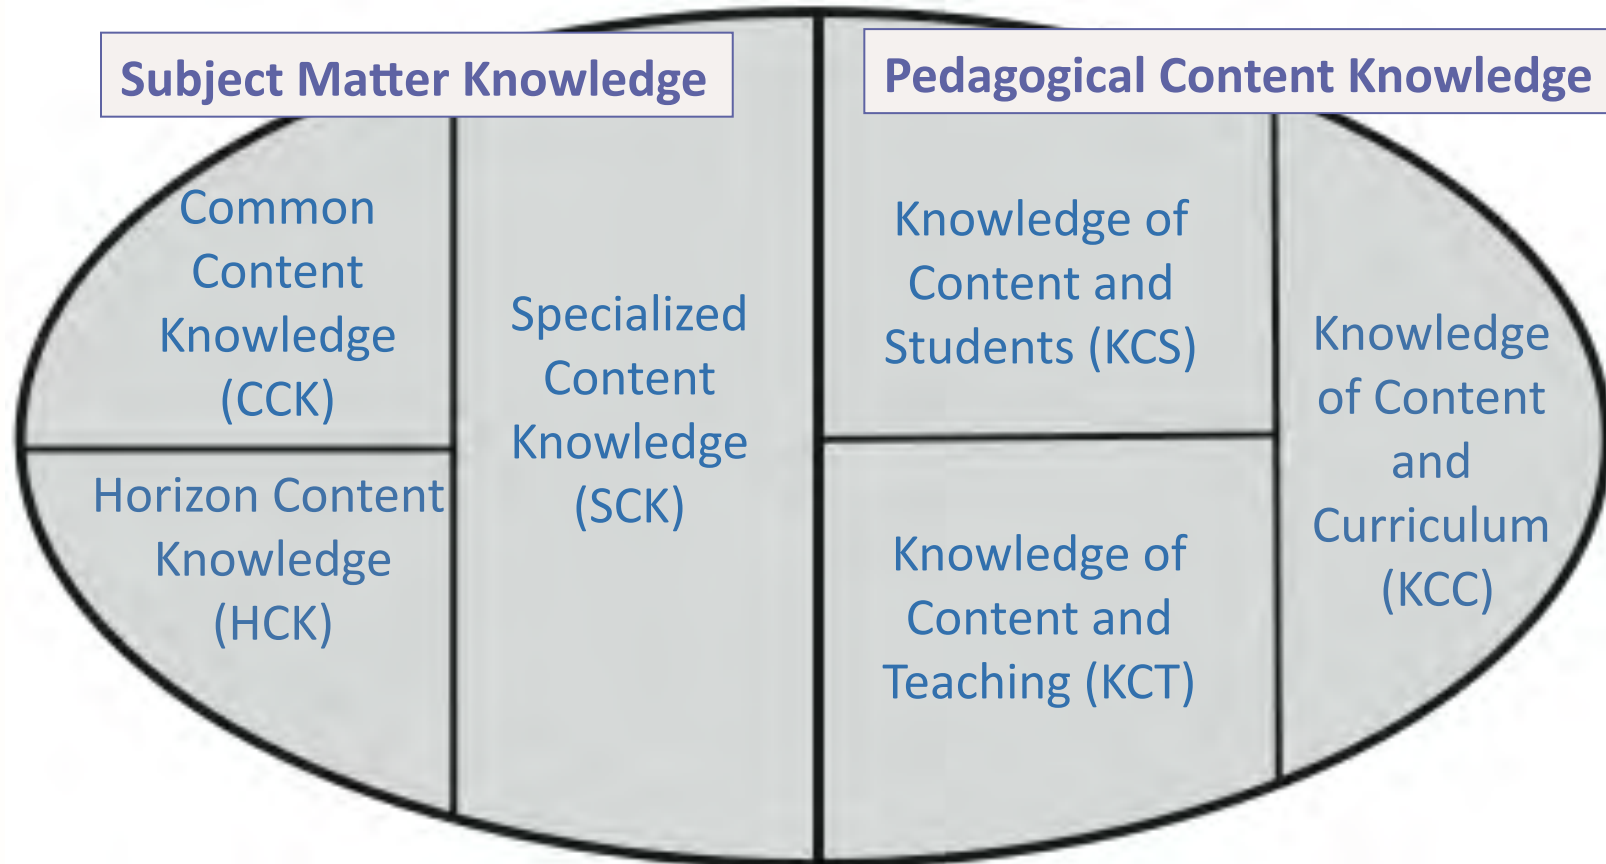 Subject Matter Knowledge
Pedagogical Content Knowledge
Common
Content
Knowledge
(CCK)
Horizon Content
Knowledge
(HCK)
Specialized
Content
Knowledge
(SCK)
Knowledge of
Content and
Students (KCS)
Knowledge of
Content and
Teaching (KCT)
Knowledge
of Content
and
Curriculum
(KCC)